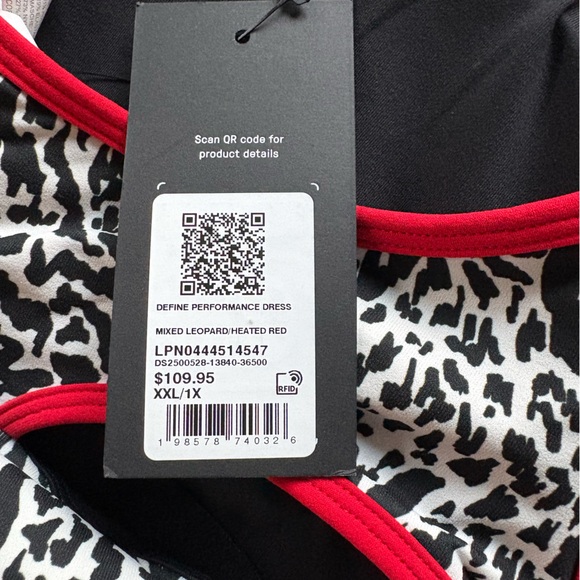 Scan QR code for
product details
DEFINE PERFORMANCE DRESS
MIXED LEOPARD/HEATED RED
LPN0444514547
DS2500528-13840-36500
$109.95
XXL/1X
RFID
1 98578 74032 6